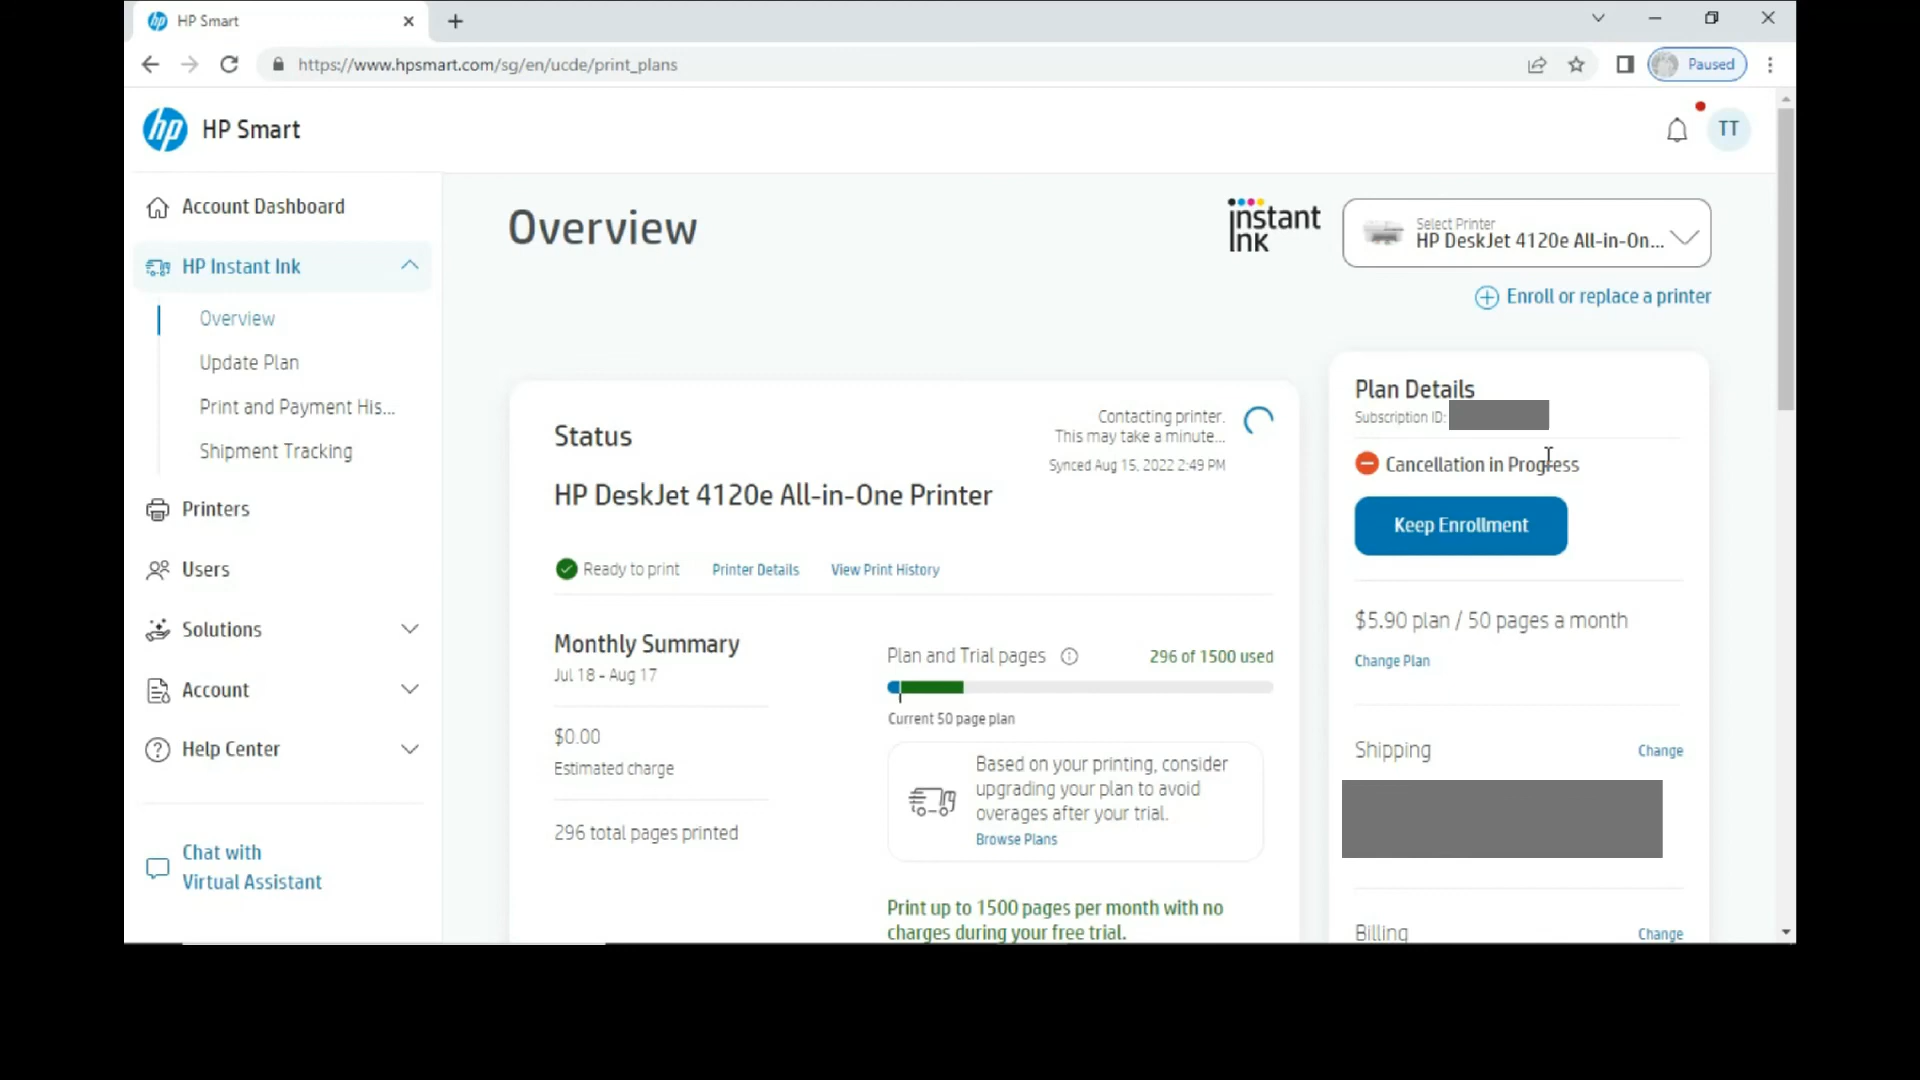 HP Smart
https://www.hpsmart.com/sg/en/ucde/print_plans
Paused
hp
HP Smart
TT
Account Dashboard
HP Instant Ink
Overview
Update Plan
Print and Payment His...
Shipment Tracking
Printers
Users
Solutions
Account
Help Center
Chat with
Virtual Assistant
Overview
instant
ink
Select Printer
HP DeskJet 4120e All-in-On...
Enroll or replace a printer
Status
Contacting printer.
This may take a minute...
Synced Aug 15, 2022 2:49 PM
HP DeskJet 4120e All-in-One Printer
Ready to print Printer Details View Print History
Monthly Summary
Jul 18 - Aug 17
$0.00
Estimated charge
296 total pages printed
Plan and Trial pages 296 of 1500 used
Current 50 page plan
Based on your printing, consider
upgrading your plan to avoid
overages after your trial.
Browse Plans
Print up to 1500 pages per month with no
charges during your free trial.
Plan Details
Subscription ID:
Cancellation in Progress
Keep Enrollment
$5.90 plan / 50 pages a month
Change Plan
Shipping Change
Billing Change